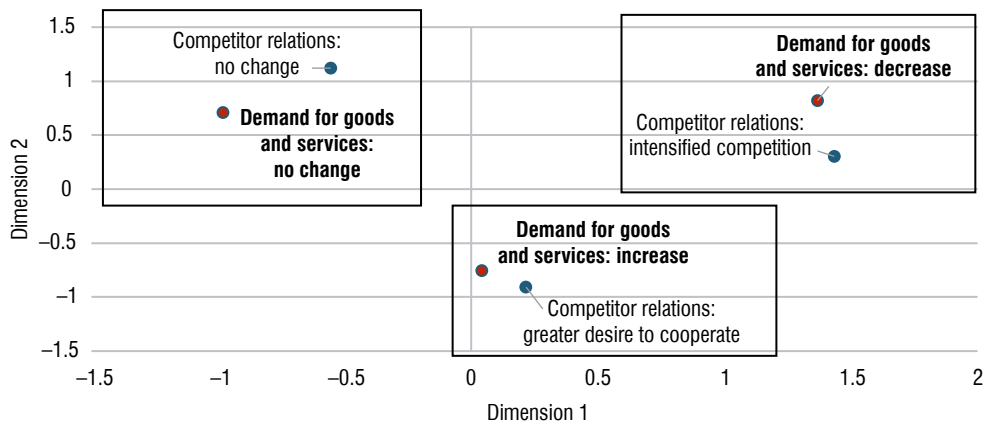 1.5
1
0.5
0
–0.5
–1
–1.5
Dimension 2
Competitor relations:
no change
Demand for goods
and services:
no change
Demand for goods
and services: decrease
Competitor relations:
intensified competition
Demand for goods
and services: increase
Competitor relations:
greater desire to cooperate
–1.5
–1
–0.5
0
0.5
1
1.5
2
Dimension 1